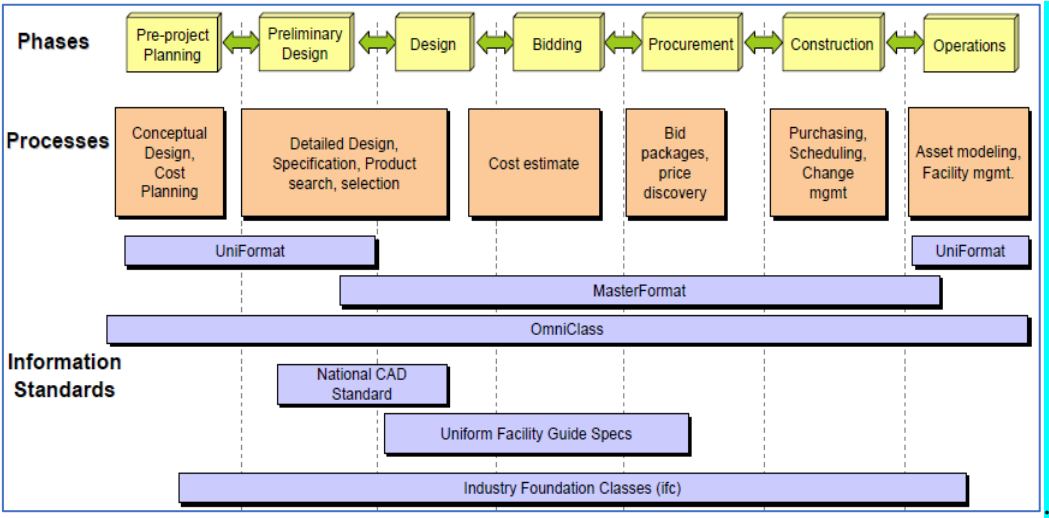 Phases
Pre-project
Planning
Preliminary
Design
Design
Bidding
Procurement
Construction
Operations
Processes
Conceptual
Design,
Cost
Planning
Detailed Design,
Specification, Product
search, selection
Cost estimate
Bid
packages,
price
discovery
Purchasing,
Scheduling,
Change
mgmt
Asset modeling,
Facility mgmt.
Information
Standards
UniFormat
UniFormat
MasterFormat
OmniClass
National CAD
Standard
Uniform Facility Guide Specs
Industry Foundation Classes (ifc)
.